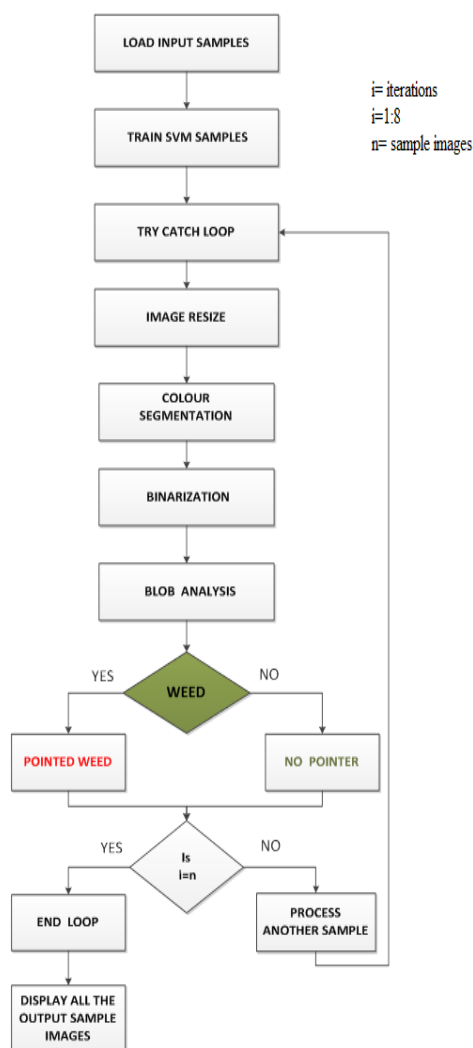 LOAD INPUT SAMPLES
i= iterations
i=1:8
n= sample images
TRAIN SVM SAMPLES
TRY CATCH LOOP
IMAGE RESIZE
COLOUR
SEGMENTATION
BINARIZATION
BLOB ANALYSIS
YES
NO
WEED
POINTED WEED
NO POINTER
YES
NO
Is
i=n
END LOOP
PROCESS
ANOTHER SAMPLE
DISPLAY ALL THE
OUTPUT SAMPLE
IMAGES